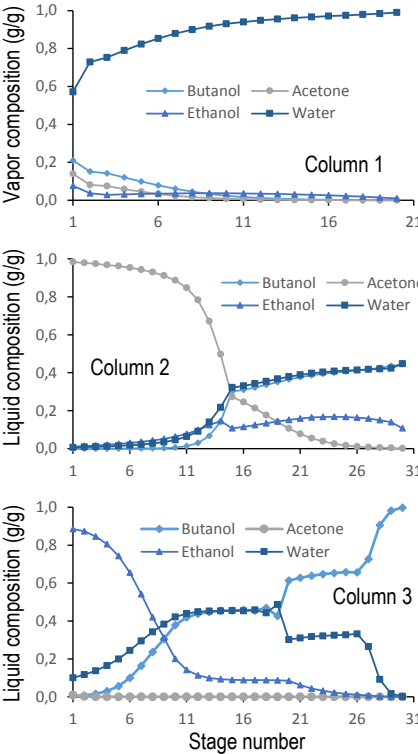 Vapor composition (g/g)
1,0
0,8
0,6
0,4
0,2
0,0
Butanol
Acetone
Ethanol
Water
Column 1
1 6 11 16 21
Liquid composition (g/g)
1,0
0,8
0,6
0,4
0,2
0,0
Butanol
Acetone
Ethanol
Water
Column 2
1 6 11 16 21 26 31
Liquid composition (g/g)
1,0
0,8
0,6
0,4
0,2
0,0
Butanol
Acetone
Ethanol
Water
Column 3
1 6 11 16 21 26 31
Stage number